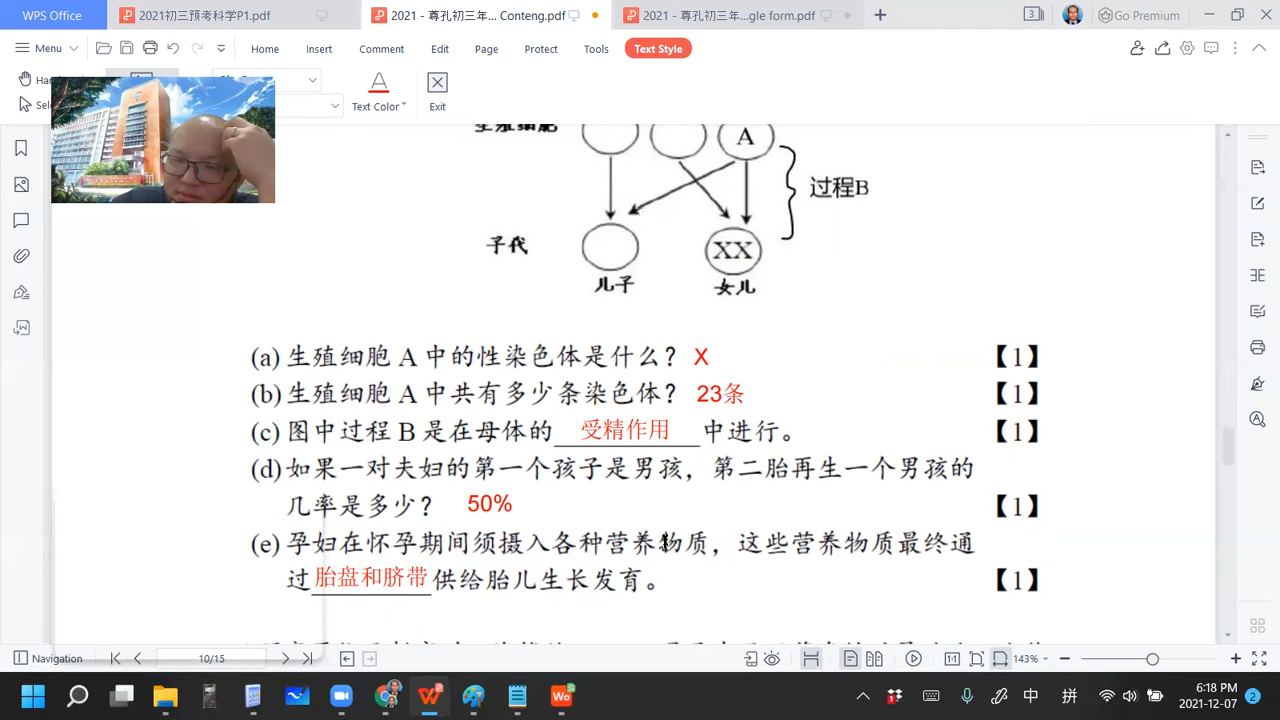 WPS Office
2021初三预考科学P1.pdf
2021 - 尊孔初三年... Conteng.pdf
2021 - 尊孔初三年...gle form.pdf
3
Go Premium
Menu
Home
Insert
Comment
Edit
Page
Protect
Tools
Text Style
Text Color
Exit
生殖细胞
A
过程B
子代
XX
儿子
女儿
(a) 生殖细胞 A 中的性染色体是什么? X 【1】
(b) 生殖细胞 A 中共有多少条染色体? 23条 【1】
(c) 图中过程 B 是在母体的 受精作用 中进行。 【1】
(d) 如果一对夫妇的第一个孩子是男孩，第二胎再生一个男孩的
几率是多少? 50% 【1】
(e) 孕妇在怀孕期间须摄入各种营养物质，这些营养物质最终通
过 胎盘和脐带 供给胎儿生长发育。 【1】
Navigation
10/15
143%
中
拼
6:18 PM
2021-12-07
2